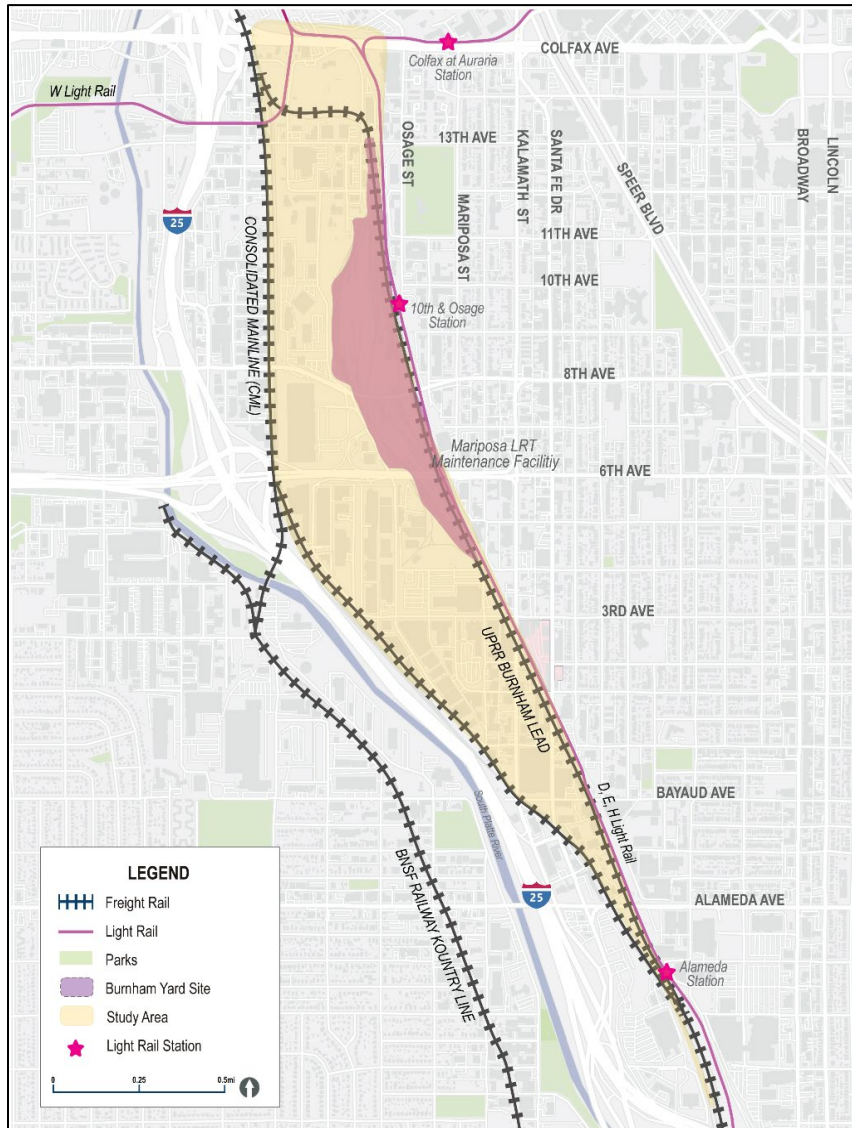 COLFAX AVE
Colfax at Auraria
Station
W Light Rail
13TH AVE
OSAGE ST
KALAMATH ST
SANTA FE DR
SPEER BLVD
BROADWAY
LINCOLN
MARIPOSA ST
25
11TH AVE
10TH AVE
CONSOLIDATED MAINLINE (CML)
10th & Osage
Station
8TH AVE
Mariposa LRT
Maintenance Facilitiy
6TH AVE
3RD AVE
UPRR BURNHAM LEAD
D, E, H Light Rail
BAYAUD AVE
South Platte River
25
ALAMEDA AVE
BNSF RAILWAY KOUNTRY LINE
Alameda
Station
LEGEND
Freight Rail
Light Rail
Parks
Burnham Yard Site
Study Area
Light Rail Station
0 0.25 0.5mi